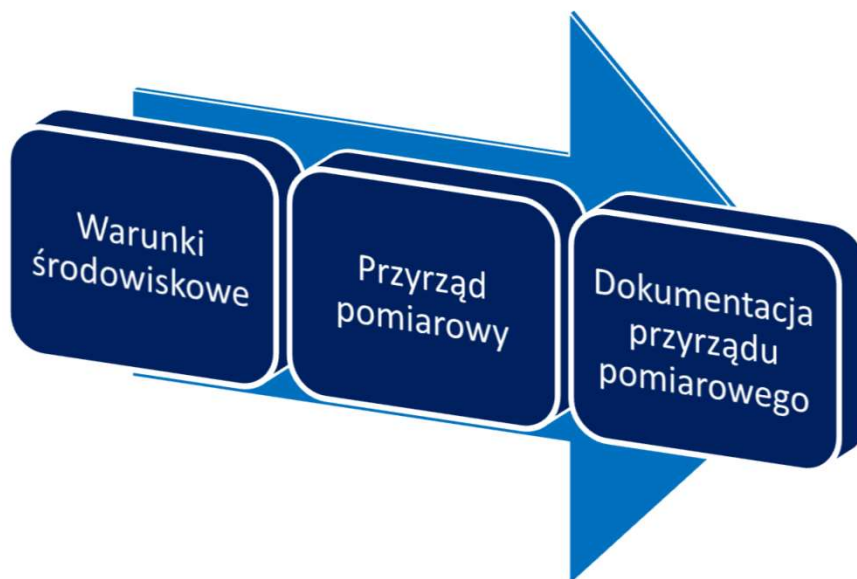 Warunki
środowiskowe
Przyrząd
pomiarowy
Dokumentacja
przyrządu
pomiarowego